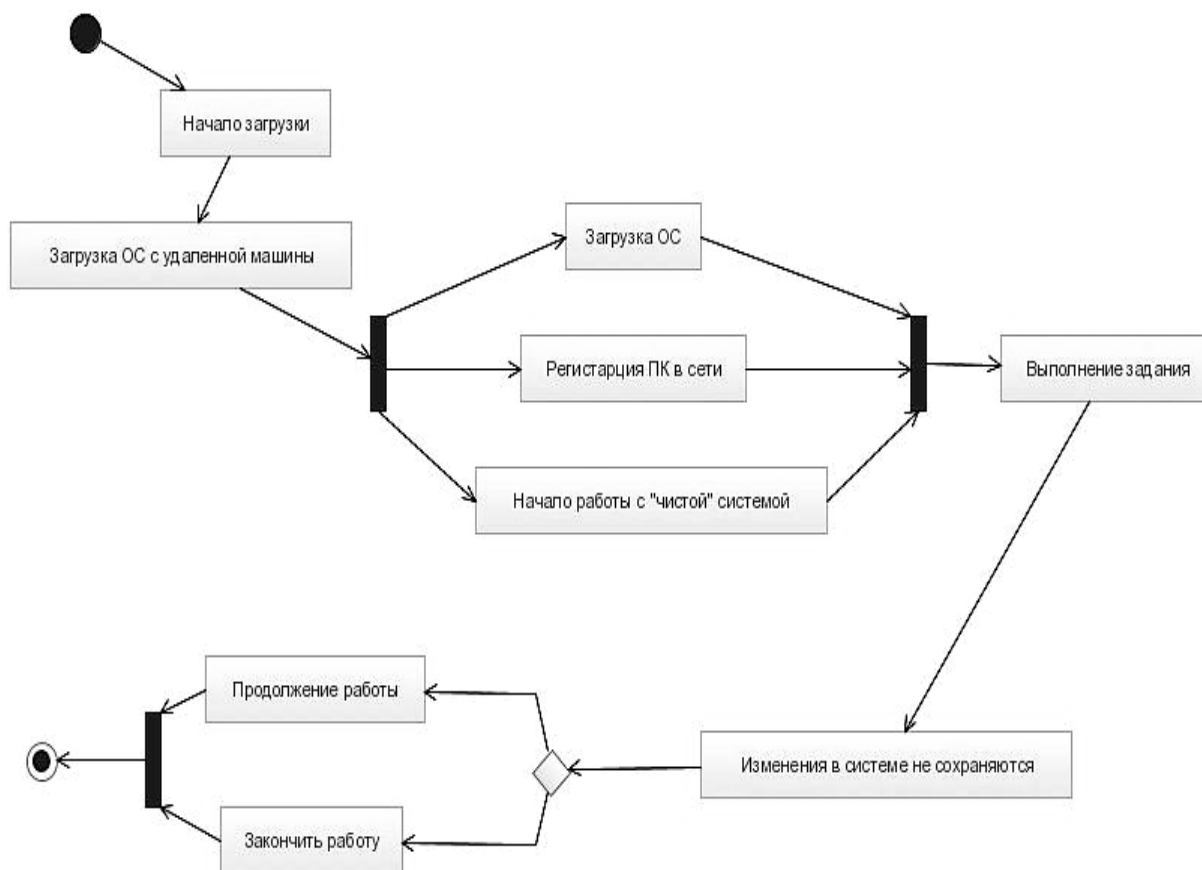 Начало загрузки
Загрузка ОС с удаленной машины
Загрузка ОС
Регистарция ПК в сети
Начало работы с "чистой" системой
Выполнение задания
Изменения в системе не сохраняются
Продолжение работы
Закончить работу